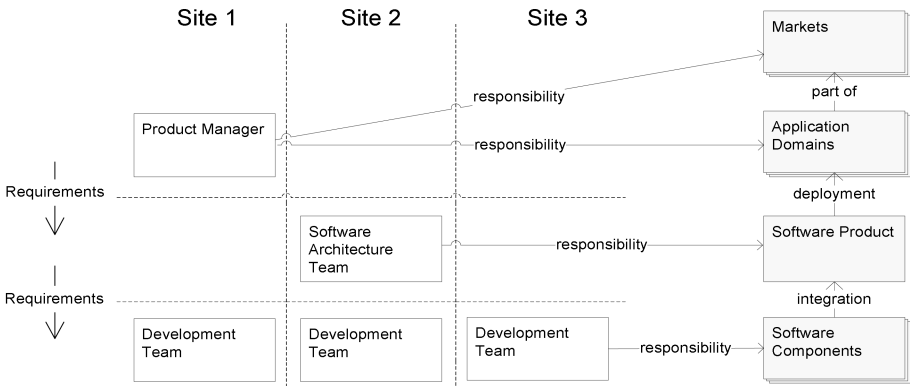 Site 1
Site 2
Site 3
Markets
responsibility
part of
Product Manager
Application
Domains
responsibility
Requirements
deployment
Software
Architecture
Team
responsibility
Software Product
Requirements
integration
Development
Team
Development
Team
Development
Team
responsibility
Software
Components